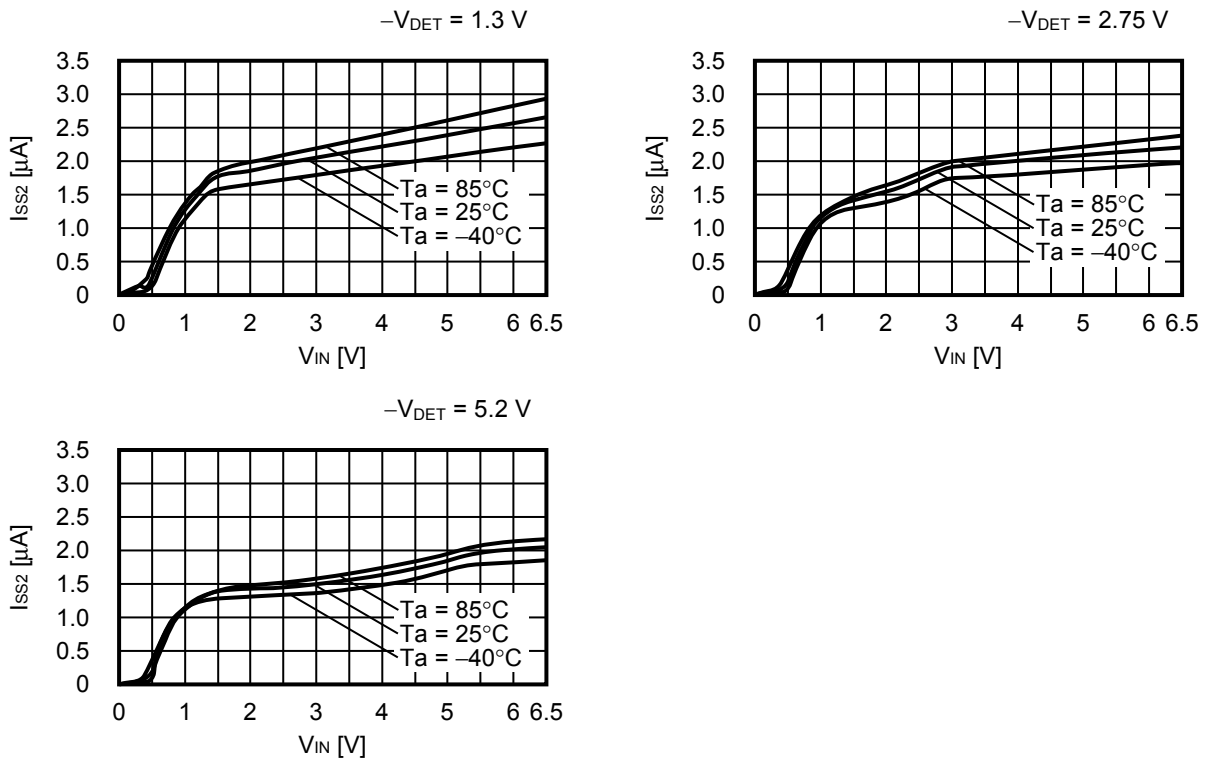 –VDET = 1.3 V
3.5
3.0
2.5
2.0
1.5
1.0
0.5
0
ISS2 [µA]
Ta = 85°C
Ta = 25°C
Ta = –40°C
0 1 2 3 4 5 6 6.5
VIN [V]
–VDET = 2.75 V
3.5
3.0
2.5
2.0
1.5
1.0
0.5
0
ISS2 [µA]
Ta = 85°C
Ta = 25°C
Ta = –40°C
0 1 2 3 4 5 6 6.5
VIN [V]
–VDET = 5.2 V
3.5
3.0
2.5
2.0
1.5
1.0
0.5
0
ISS2 [µA]
Ta = 85°C
Ta = 25°C
Ta = –40°C
0 1 2 3 4 5 6 6.5
VIN [V]